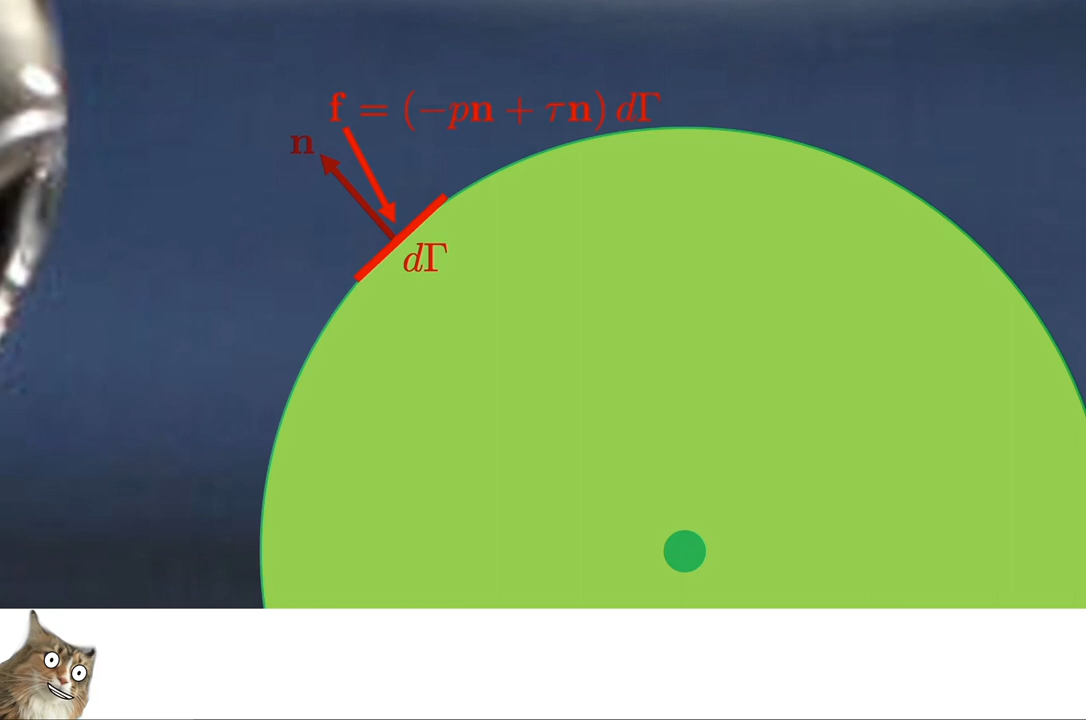 f = (−pn + τn) dΓ
n
dΓ